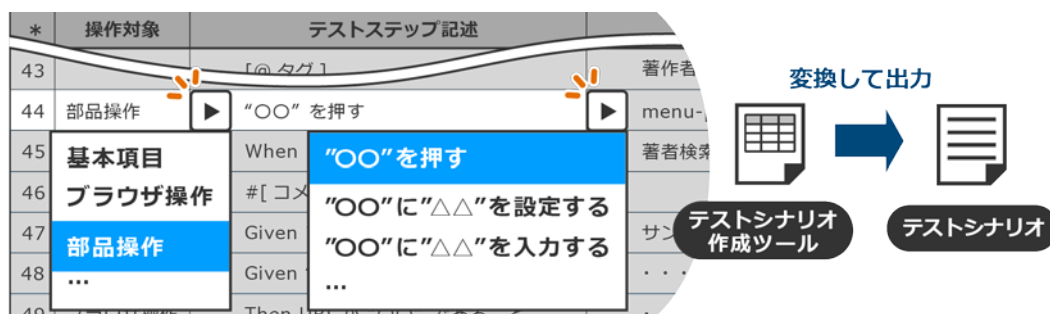 * 操作対象 テストステップ記述
43 [@ タグ ] 著作者
44 部品操作 ▶ “○○” を押す ▶ menu-
45 When 著者検索
46 #[ コメ
47 Given サン
48 Given ・・・
49
基本項目
ブラウザ操作
部品操作
…
”○○”を押す
”○○”に”△△”を設定する
”○○”に”△△”を入力する
…
変換して出力
テストシナリオ
作成ツール
テストシナリオ